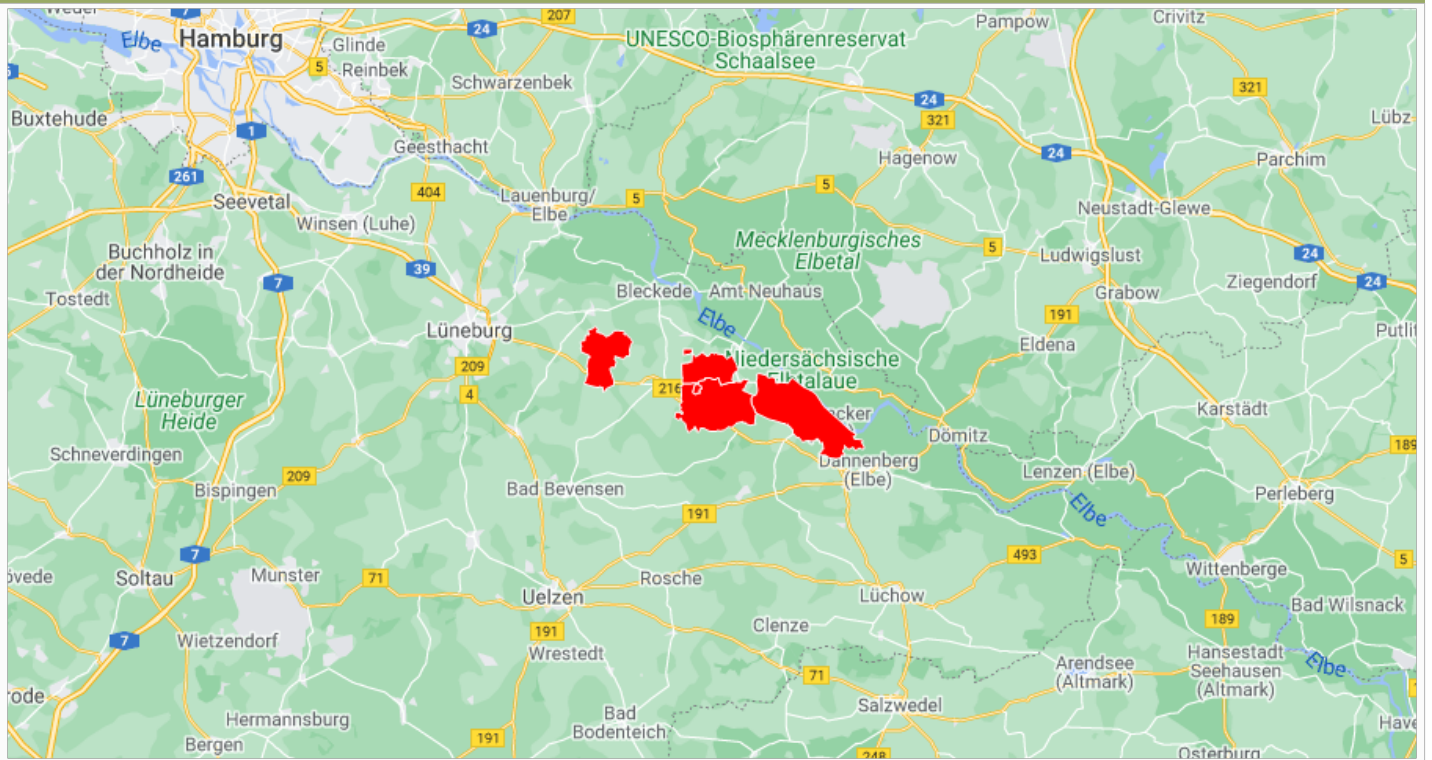 Elbe
Hamburg
7
24
207
Pampow
Crivitz
Glinde
5
Reinbek
UNESCO-Biosphärenreservat
Schaalsee
Schwarzenbek
321
24
321
Buxtehude
1
Lübz
Geesthacht
24
Hagenow
Parchim
261
404
Lauenburg/
Elbe
5
5
Seevetal
Winsen (Luhe)
Neustadt-Glewe
Mecklenburgisches
Elbetal
5
Ludwigslust
24
Buchholz in
der Nordheide
39
7
Ziegendorf
24
Tostedt
Bleckede
Amt Neuhaus
Grabow
Elbe
191
Lüneburg
Eldena
209
216
Elbtalaue
4
Lüneburger
Heide
Karstädt
Dömitz
189
Schneverdingen
Dannenberg
(Elbe)
Lenzen (Elbe)
209
Bispingen
Bad Bevensen
Perleberg
191
Elbe
7
493
5
Soltau
Munster
71
Rosche
Wittenberge
Uelzen
Lüchow
Bad Wilsnack
7
Wietzendorf
191
Clenze
189
Wrestedt
Hansestadt
Seehausen
(Altmark)
Elbe
Arendsee
(Altmark)
71
Salzwedel
Hermannsburg
Bad
Bodenteich
191
Bergen
248
Osterburg